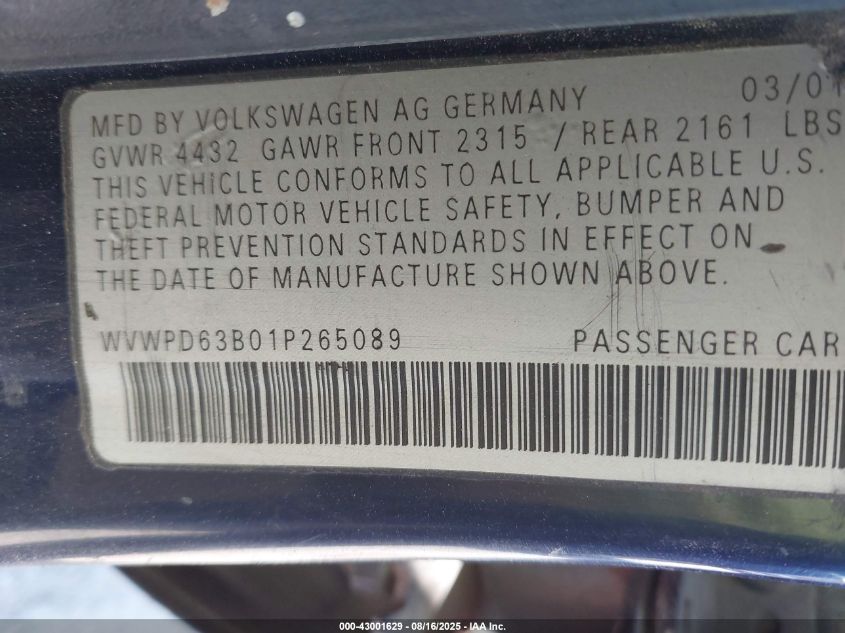 MFD BY VOLKSWAGEN AG GERMANY 03/01
GVWR 4432 GAWR FRONT 2315 / REAR 2161 LBS
THIS VEHICLE CONFORMS TO ALL APPLICABLE U.S.
FEDERAL MOTOR VEHICLE SAFETY, BUMPER AND
THEFT PREVENTION STANDARDS IN EFFECT ON
THE DATE OF MANUFACTURE SHOWN ABOVE.
WVWPD63B01P265089 PASSENGER CAR
000-43001629 - 08/16/2025 - IAA Inc.